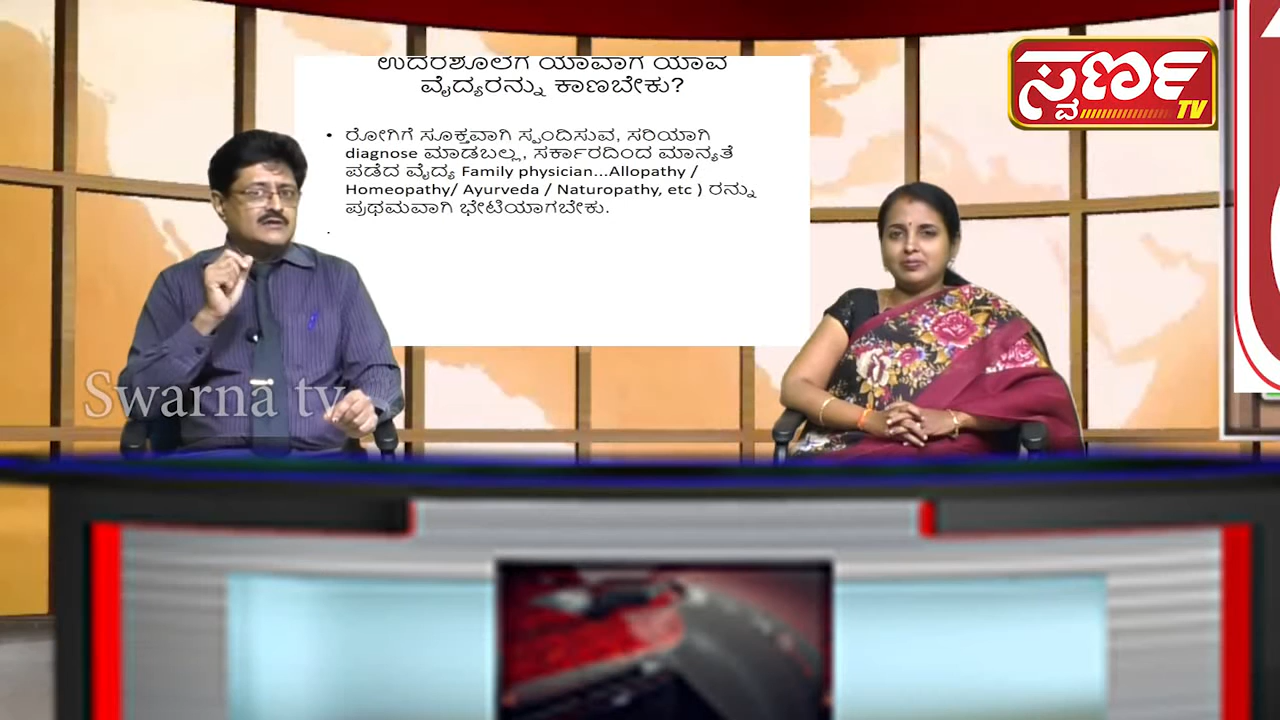 ಉದರಶೂಲೆಗೆ ಯಾವಾಗ ಯಾವ
ವೈದ್ಯರನ್ನು ಕಾಣಬೇಕು?
• ರೋಗಿಗೆ ಸೂಕ್ತವಾಗಿ ಸ್ಪಂದಿಸುವ, ಸರಿಯಾಗಿ
diagnose ಮಾಡಬಲ್ಲ, ಸರ್ಕಾರದಿಂದ ಮಾನ್ಯತೆ
ಪಡೆದ ವೈದ್ಯ Family physician...Allopathy /
Homeopathy/ Ayurveda / Naturopathy, etc ) ರನ್ನು
ಪ್ರಥಮವಾಗಿ ಭೇಟಿಯಾಗಬೇಕು.
.
ಸ್ವರ್ಣ
TV
Swarna tv